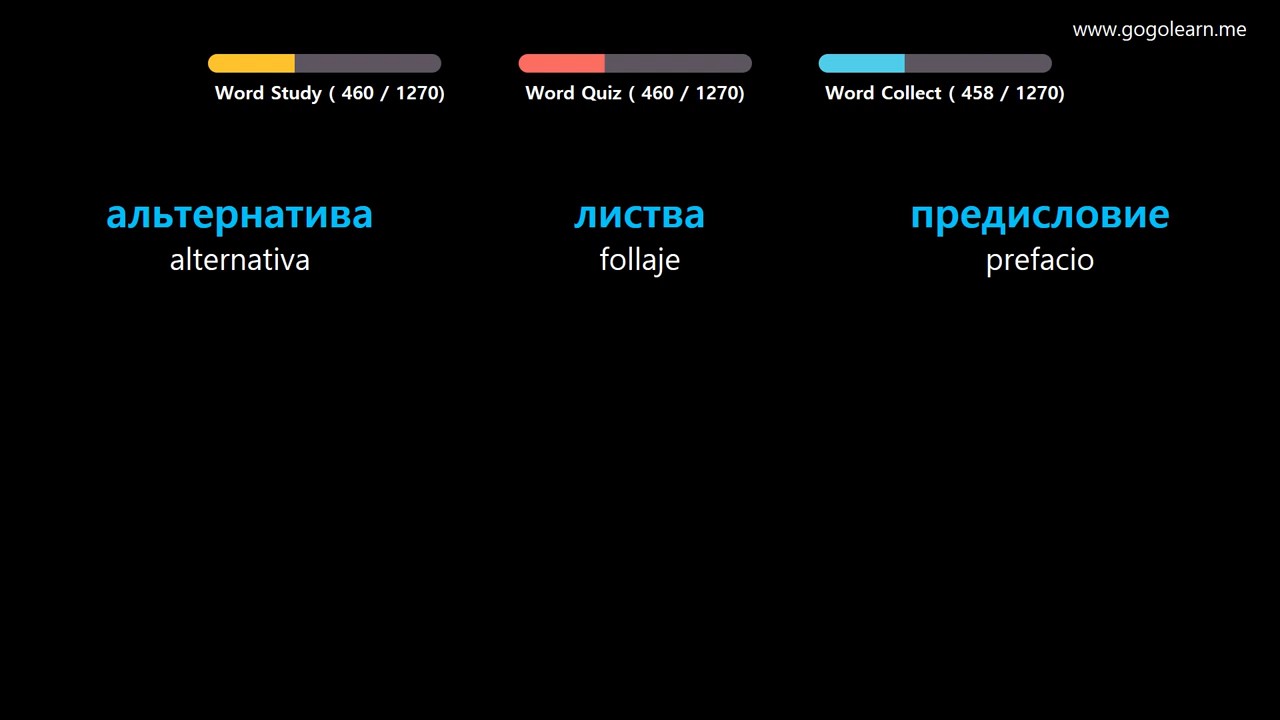 www.gogolearn.me
Word Study ( 460 / 1270)
Word Quiz ( 460 / 1270)
Word Collect ( 458 / 1270)
альтернатива
alternativa
листва
follaje
предисловие
prefacio